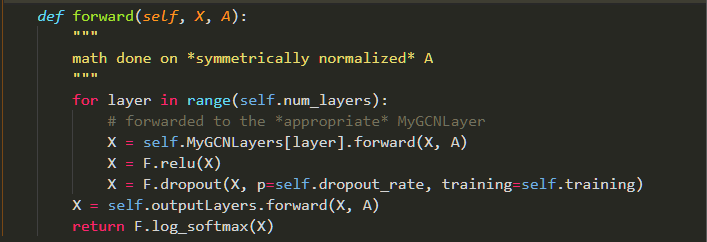 def forward(self, X, A):
"""
math done on *symmetrically normalized* A
"""
for layer in range(self.num_layers):
# forwarded to the *appropriate* MyGCNLayer
X = self.MyGCNLayers[layer].forward(X, A)
X = F.relu(X)
X = F.dropout(X, p=self.dropout_rate, training=self.training)
X = self.outputLayers.forward(X, A)
return F.log_softmax(X)